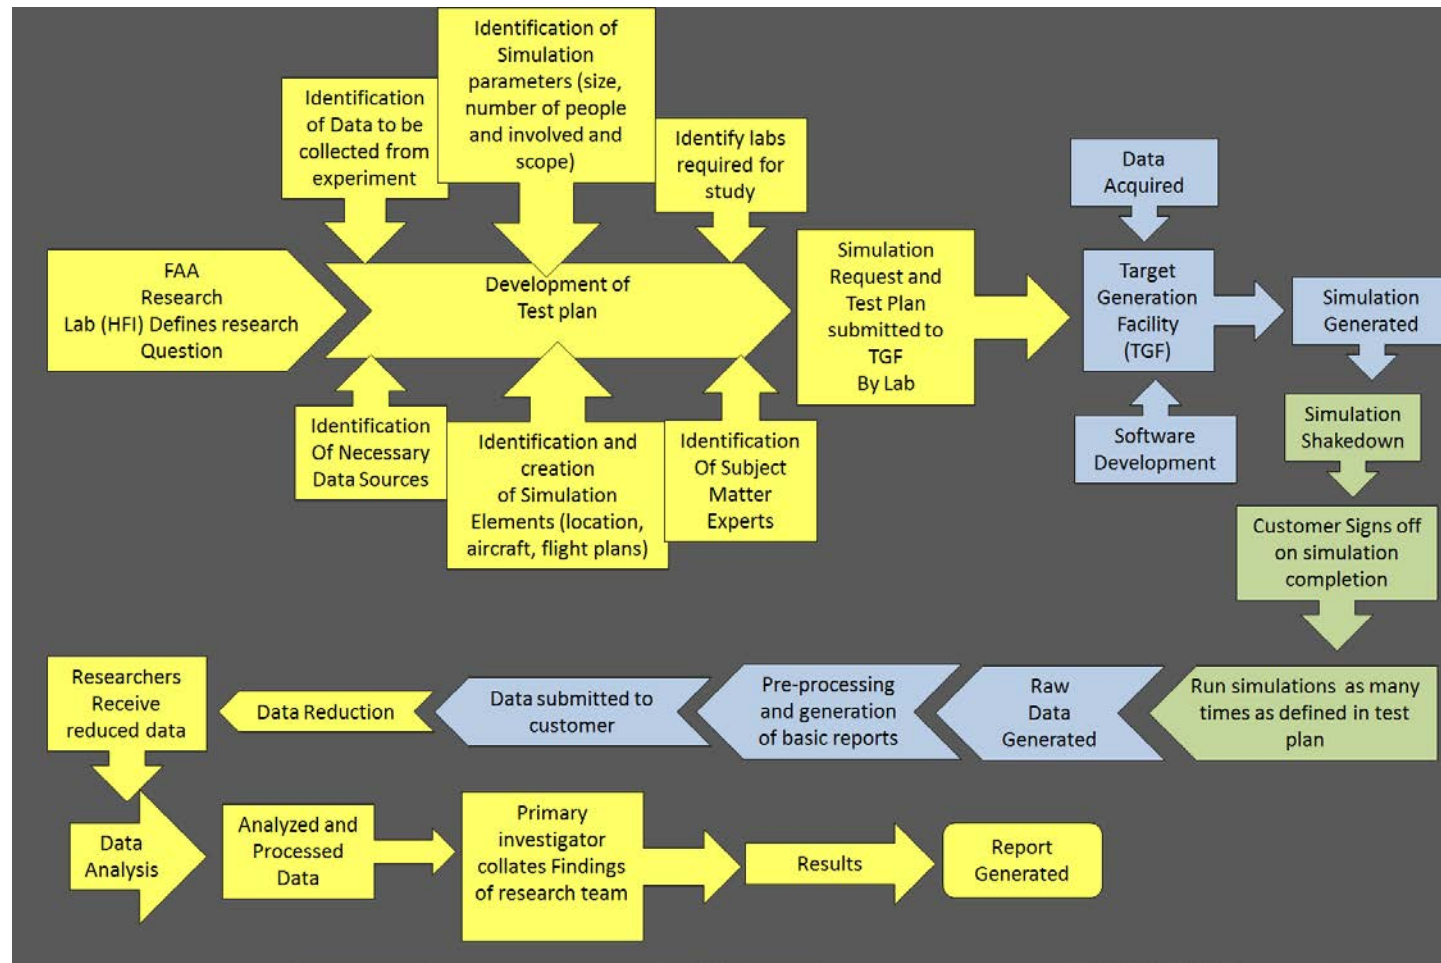 Identification of
Simulation
parameters (size,
number of people
and involved and
scope)
Identification
of Data to be
collected from
experiment
Identify labs
required for
study
Data
Acquired
FAA
Research
Lab (HFI) Defines research
Question
Development of
Test plan
Simulation
Request and
Test Plan
submitted to
TGF
By Lab
Target
Generation
Facility
(TGF)
Simulation
Generated
Identification
Of Necessary
Data Sources
Identification and
creation
of Simulation
Elements (location,
aircraft, flight plans)
Identification
Of Subject
Matter
Experts
Software
Development
Simulation
Shakedown
Customer Signs off
on simulation
completion
Run simulations as many
times as defined in test
plan
Raw
Data
Generated
Pre-processing
and generation
of basic reports
Data submitted to
customer
Data Reduction
Researchers
Receive
reduced data
Data
Analysis
Analyzed and
Processed
Data
Primary
investigator
collates Findings
of research team
Results
Report
Generated